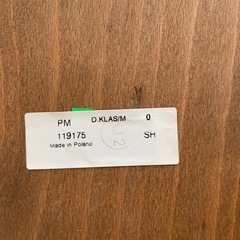 PM D.KLAS/M 0
119175 SH
Made in Poland